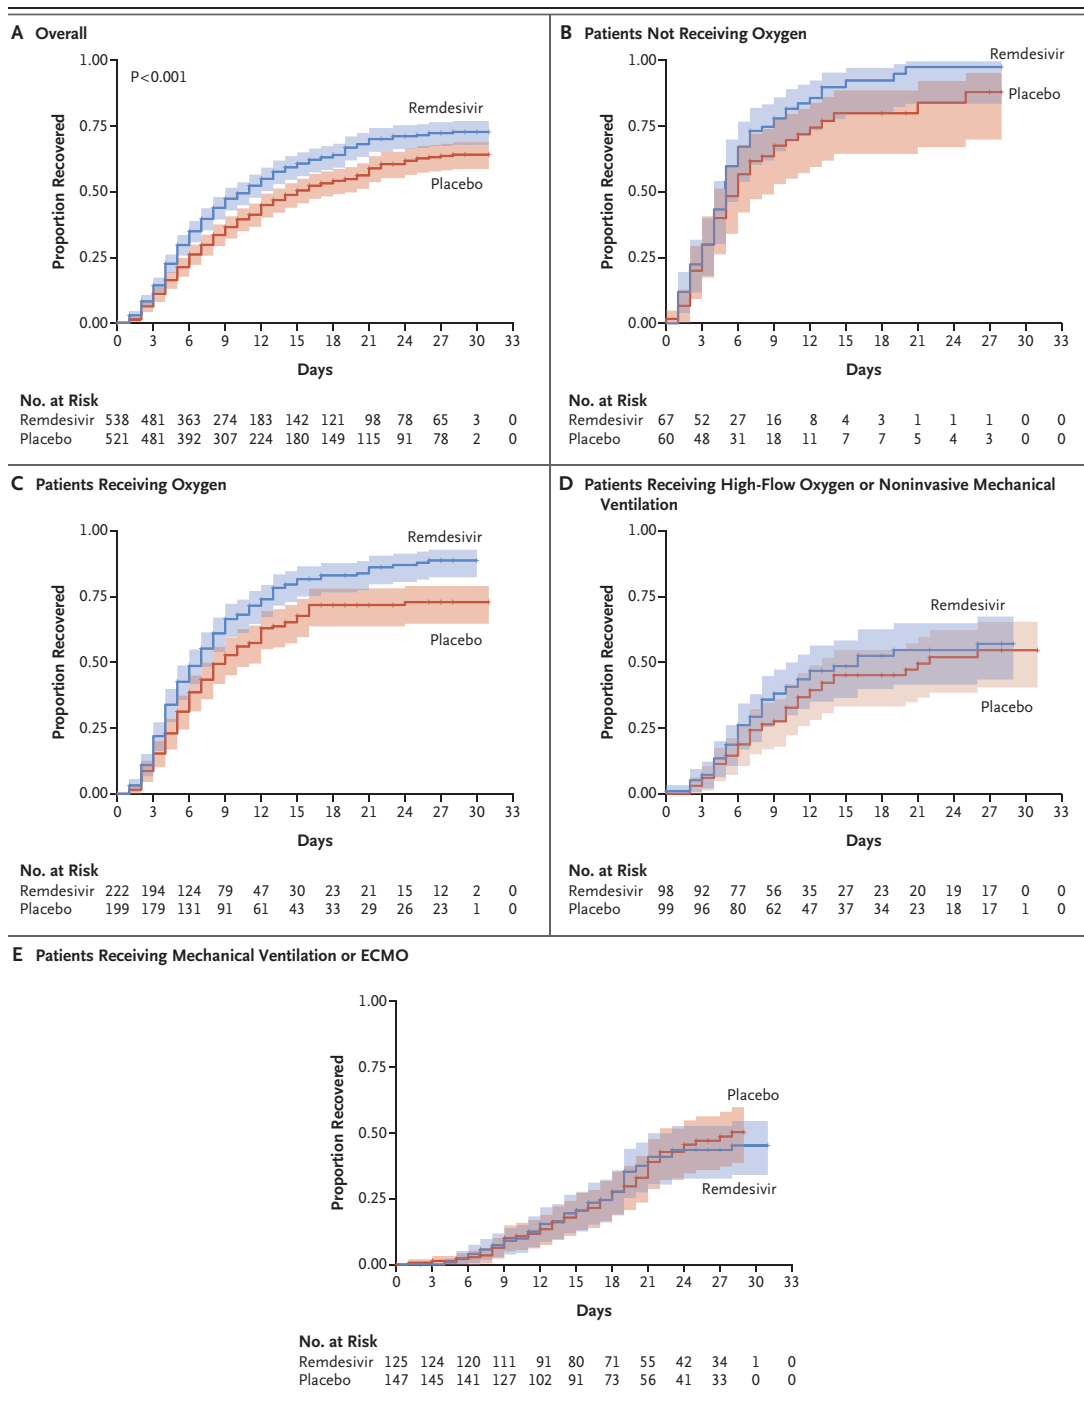 A Overall
1.00
P<0.001
Remdesivir
0.75
0.50
Placebo
0.25
0.00
Proportion Recovered
0 3 6 9 12 15 18 21 24 27 30 33
Days
No. at Risk
Remdesivir 538 481 363 274 183 142 121 98 78 65 3 0
Placebo 521 481 392 307 224 180 149 115 91 78 2 0
B Patients Not Receiving Oxygen
Remdesivir
1.00
Placebo
0.75
0.50
0.25
0.00
Proportion Recovered
0 3 6 9 12 15 18 21 24 27 30 33
Days
No. at Risk
Remdesivir 67 52 27 16 8 4 3 1 1 1 0 0
Placebo 60 48 31 18 11 7 7 5 4 3 0 0
C Patients Receiving Oxygen
1.00
Remdesivir
0.75
Placebo
0.50
0.25
0.00
Proportion Recovered
0 3 6 9 12 15 18 21 24 27 30 33
Days
No. at Risk
Remdesivir 222 194 124 79 47 30 23 21 15 12 2 0
Placebo 199 179 131 91 61 43 33 29 26 23 1 0
D Patients Receiving High-Flow Oxygen or Noninvasive Mechanical
Ventilation
1.00
0.75
Remdesivir
0.50
Placebo
0.25
0.00
Proportion Recovered
0 3 6 9 12 15 18 21 24 27 30 33
Days
No. at Risk
Remdesivir 98 92 77 56 35 27 23 20 19 17 0 0
Placebo 99 96 80 62 47 37 34 23 18 17 1 0
E Patients Receiving Mechanical Ventilation or ECMO
1.00
0.75
Placebo
0.50
Remdesivir
0.25
0.00
Proportion Recovered
0 3 6 9 12 15 18 21 24 27 30 33
Days
No. at Risk
Remdesivir 125 124 120 111 91 80 71 55 42 34 1 0
Placebo 147 145 141 127 102 91 73 56 41 33 0 0